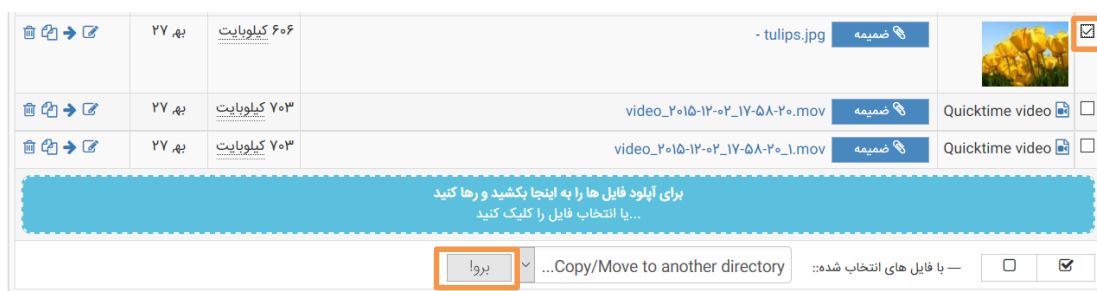 ضمیمه tulips.jpg - ۶۰۶ کیلوبایت به ۲۷
Quicktime video ضمیمه video_۲۰۱۵-۱۲-۰۲_۱۷-۵۸-۲۰.mov ۷۰۳ کیلوبایت به ۲۷
Quicktime video ضمیمه video_۲۰۱۵-۱۲-۰۲_۱۷-۵۸-۲۰_۱.mov ۷۰۳ کیلوبایت به ۲۷
برای آپلود فایل ها را به اینجا بکشید و رها کنید
...یا انتخاب فایل را کلیک کنید
— با فایل های انتخاب شده:: Copy/Move to another directory... برو!